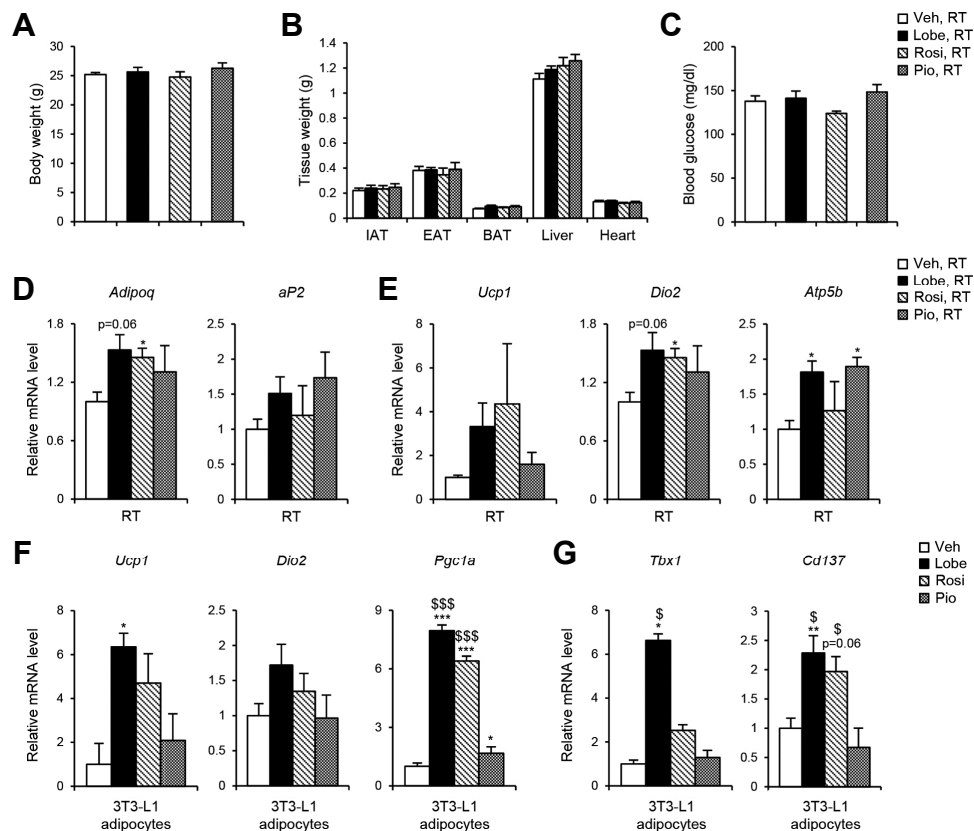 A
Body weight (g)
30
25
20
15
10
5
0
B
Tissue weight (g)
1.4
1.2
1
0.8
0.6
0.4
0.2
0
IAT EAT BAT Liver Heart
C
Blood glucose (mg/dl)
200
150
100
50
0
Veh, RT
Lobe, RT
Rosi, RT
Pio, RT
D
Adipoq
Relative mRNA level
1.8
1.2
0.6
0
p=0.06
*
RT
aP2
2.5
2
1.5
1
0.5
0
RT
E
Ucp1
Relative mRNA level
8
6
4
2
0
RT
Dio2
1.8
1.2
0.6
0
p=0.06
*
RT
Atp5b
2.5
2
1.5
1
0.5
0
*
*
RT
Veh, RT
Lobe, RT
Rosi, RT
Pio, RT
F
Ucp1
Relative mRNA level
8
6
4
2
0
*
3T3-L1
adipocytes
Dio2
2.5
2
1.5
1
0.5
0
3T3-L1
adipocytes
Pgc1a
9
6
3
0
$$$
***
$$$
***
*
3T3-L1
adipocytes
G
Tbx1
Relative mRNA level
8
6
4
2
0
$
*
3T3-L1
adipocytes
Cd137
3
2.5
2
1.5
1
0.5
0
$
**
$
p=0.06
3T3-L1
adipocytes
Veh
Lobe
Rosi
Pio